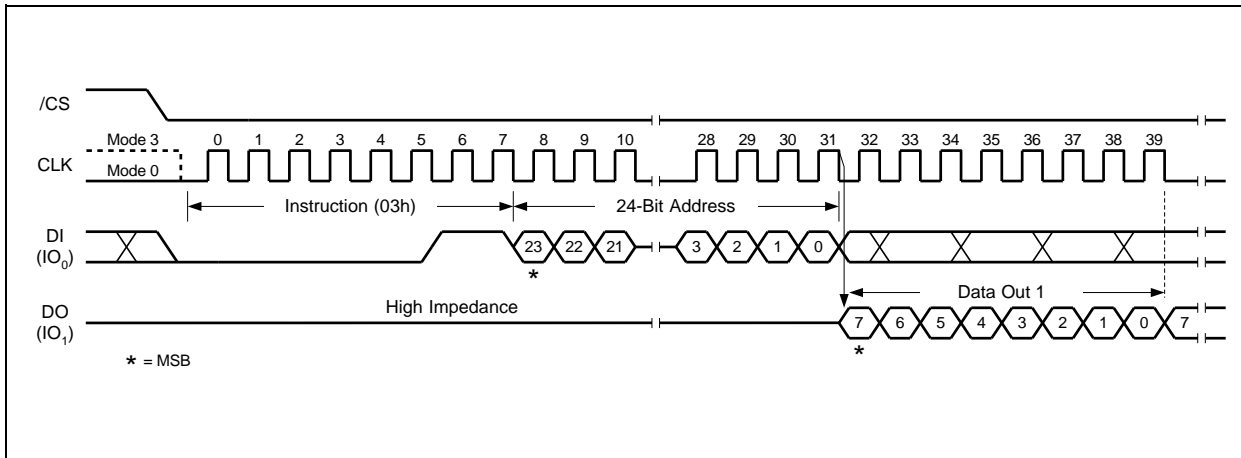 /CS
Mode 3
0 1 2 3 4 5 6 7 8 9 10 28 29 30 31 32 33 34 35 36 37 38 39
CLK
Mode 0
Instruction (03h)
24-Bit Address
DI
(IO0)
23 22 21 3 2 1 0
*
High Impedance
Data Out 1
DO
(IO1)
7 6 5 4 3 2 1 0 7
*
* = MSB